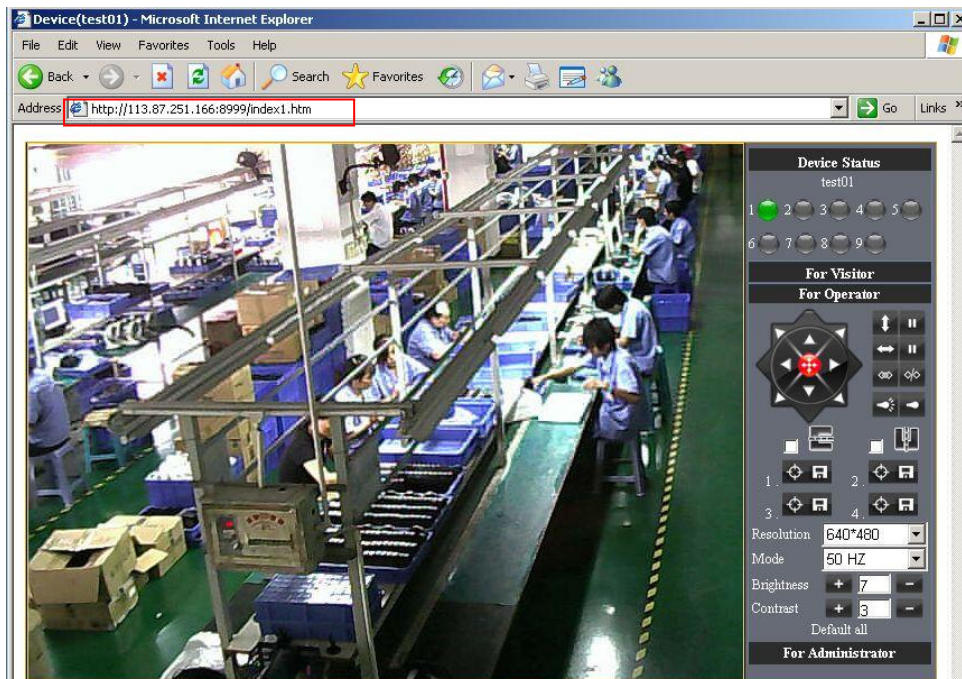 Device(test01) - Microsoft Internet Explorer
File Edit View Favorites Tools Help
Back Search Favorites
Address http://113.87.251.166:8999/index1.htm Go Links »
Device Status
test01
1 2 3 4 5
6 7 8 9
For Visitor
For Operator
1 . 2 .
3 . 4 .
Resolution 640*480
Mode 50 HZ
Brightness + 7 -
Contrast + 3 -
Default all
For Administrator